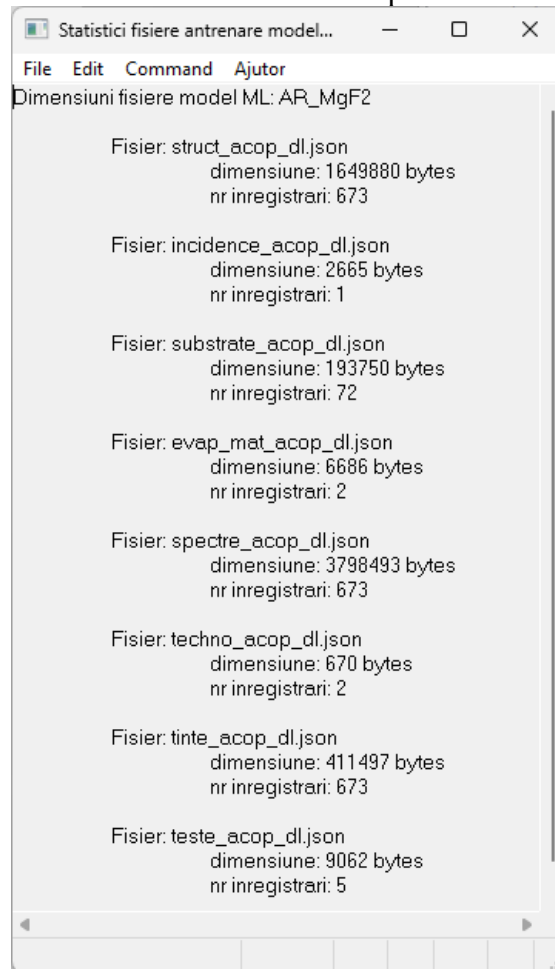 Statistici fisiere antrenare model...
File Edit Command Ajutor
Dimensiuni fisiere model ML: AR_MgF2
Fisier: struct_acop_dl.json
dimensiune: 1649880 bytes
nr inregistrari: 673
Fisier: incidence_acop_dl.json
dimensiune: 2665 bytes
nr inregistrari: 1
Fisier: substrate_acop_dl.json
dimensiune: 193750 bytes
nr inregistrari: 72
Fisier: evap_mat_acop_dl.json
dimensiune: 6686 bytes
nr inregistrari: 2
Fisier: spectre_acop_dl.json
dimensiune: 3798493 bytes
nr inregistrari: 673
Fisier: techno_acop_dl.json
dimensiune: 670 bytes
nr inregistrari: 2
Fisier: tinte_acop_dl.json
dimensiune: 411497 bytes
nr inregistrari: 673
Fisier: teste_acop_dl.json
dimensiune: 9062 bytes
nr inregistrari: 5